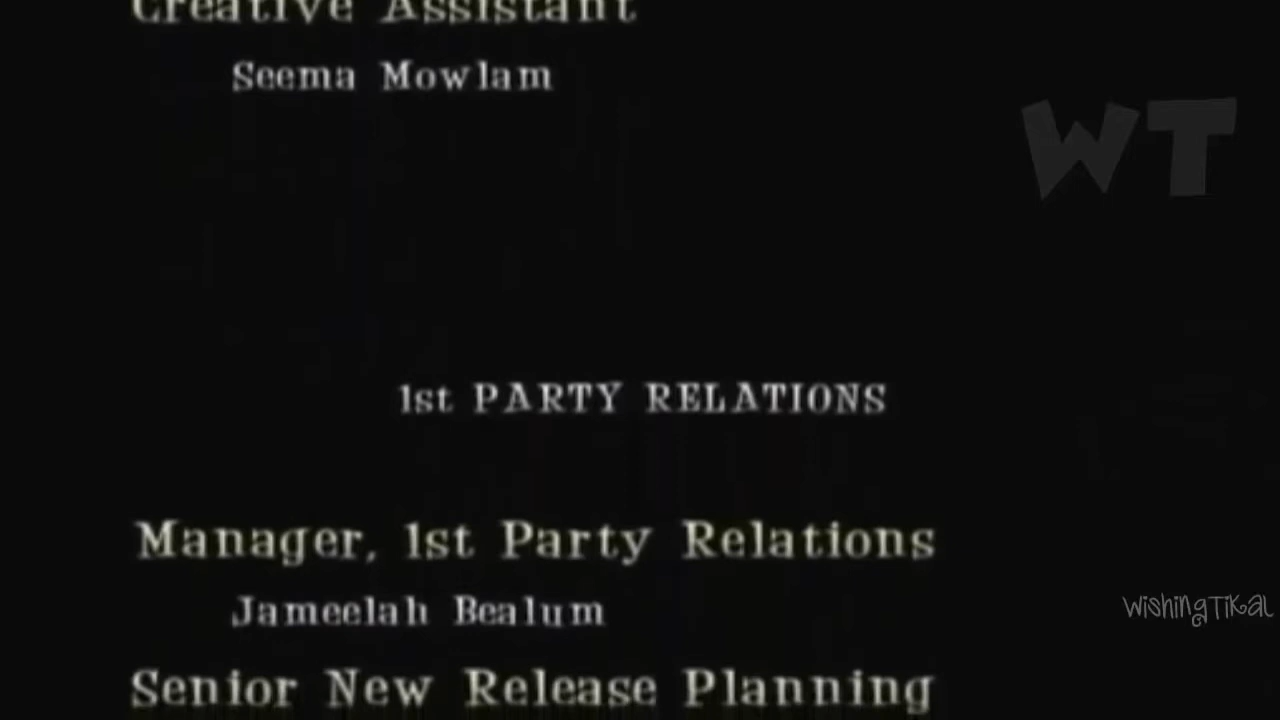 Creative Assistant
Seema Mowlam
WT
1st PARTY RELATIONS
Manager, 1st Party Relations
Jameelah Bealum
WishingTikal
Senior New Release Planning